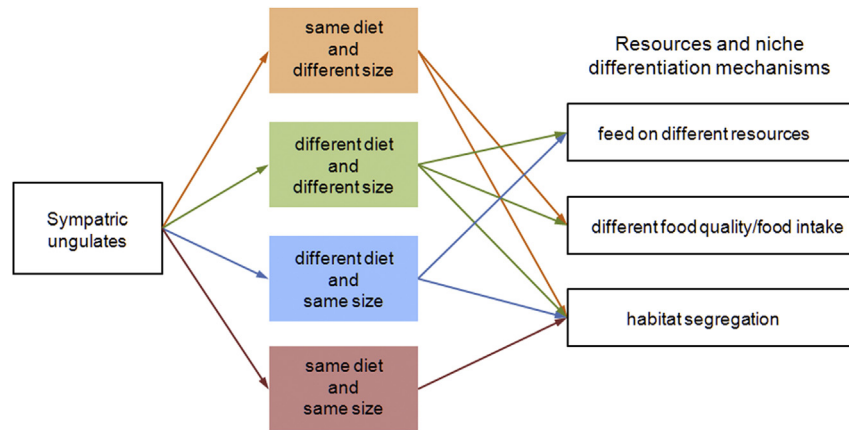 same diet
and
different size
Resources and niche
differentiation mechanisms
different diet
and
different size
feed on different resources
Sympatric
ungulates
different food quality/food intake
different diet
and
same size
habitat segregation
same diet
and
same size